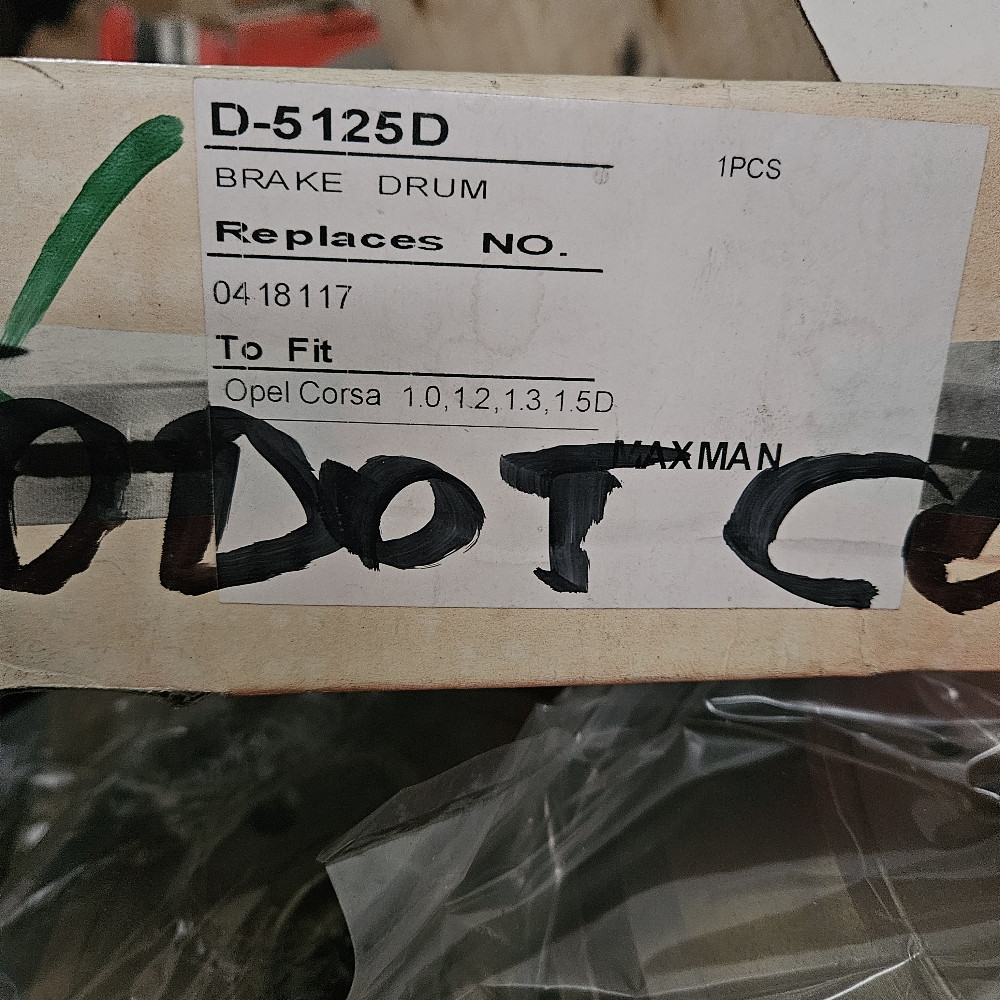 D-5125D
1PCS
BRAKE DRUM
Replaces NO.
0418117
To Fit
Opel Corsa 1.0,1.2,1.3,1.5D
MAXMAN